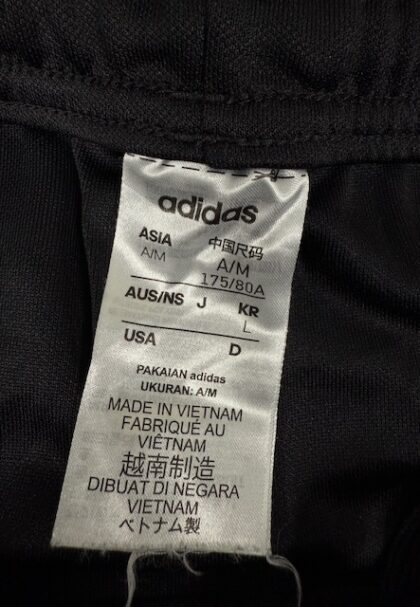 adidas
ASIA 中国尺码
A/M A/M
175/80A
AUS/NS J KR
L
USA D
PAKAIAN adidas
UKURAN: A/M
MADE IN VIETNAM
FABRIQUÉ AU
VIÊTNAM
越南制造
DIBUAT DI NEGARA
VIETNAM
ベトナム製